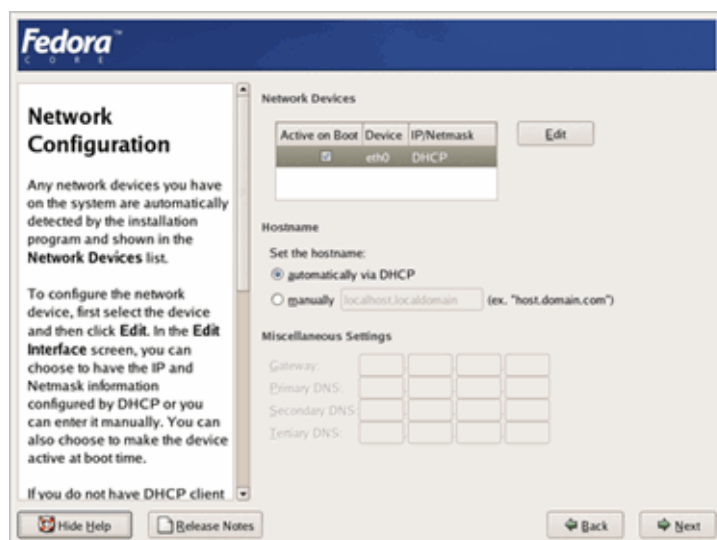 Fedora™
CORE
Network
Configuration
Any network devices you have
on the system are automatically
detected by the installation
program and shown in the
Network Devices list.
To configure the network
device, first select the device
and then click Edit. In the Edit
Interface screen, you can
choose to have the IP and
Netmask information
configured by DHCP or you
can enter it manually. You can
also choose to make the device
active at boot time.
If you do not have DHCP client
Network Devices
Active on Boot Device IP/Netmask
eth0 DHCP
Edit
Hostname
Set the hostname:
automatically via DHCP
manually localhost.localdomain (ex. "host.domain.com")
Miscellaneous Settings
Gateway:
Primary DNS:
Secondary DNS:
Tertiary DNS:
Hide Help
Release Notes
Back
Next